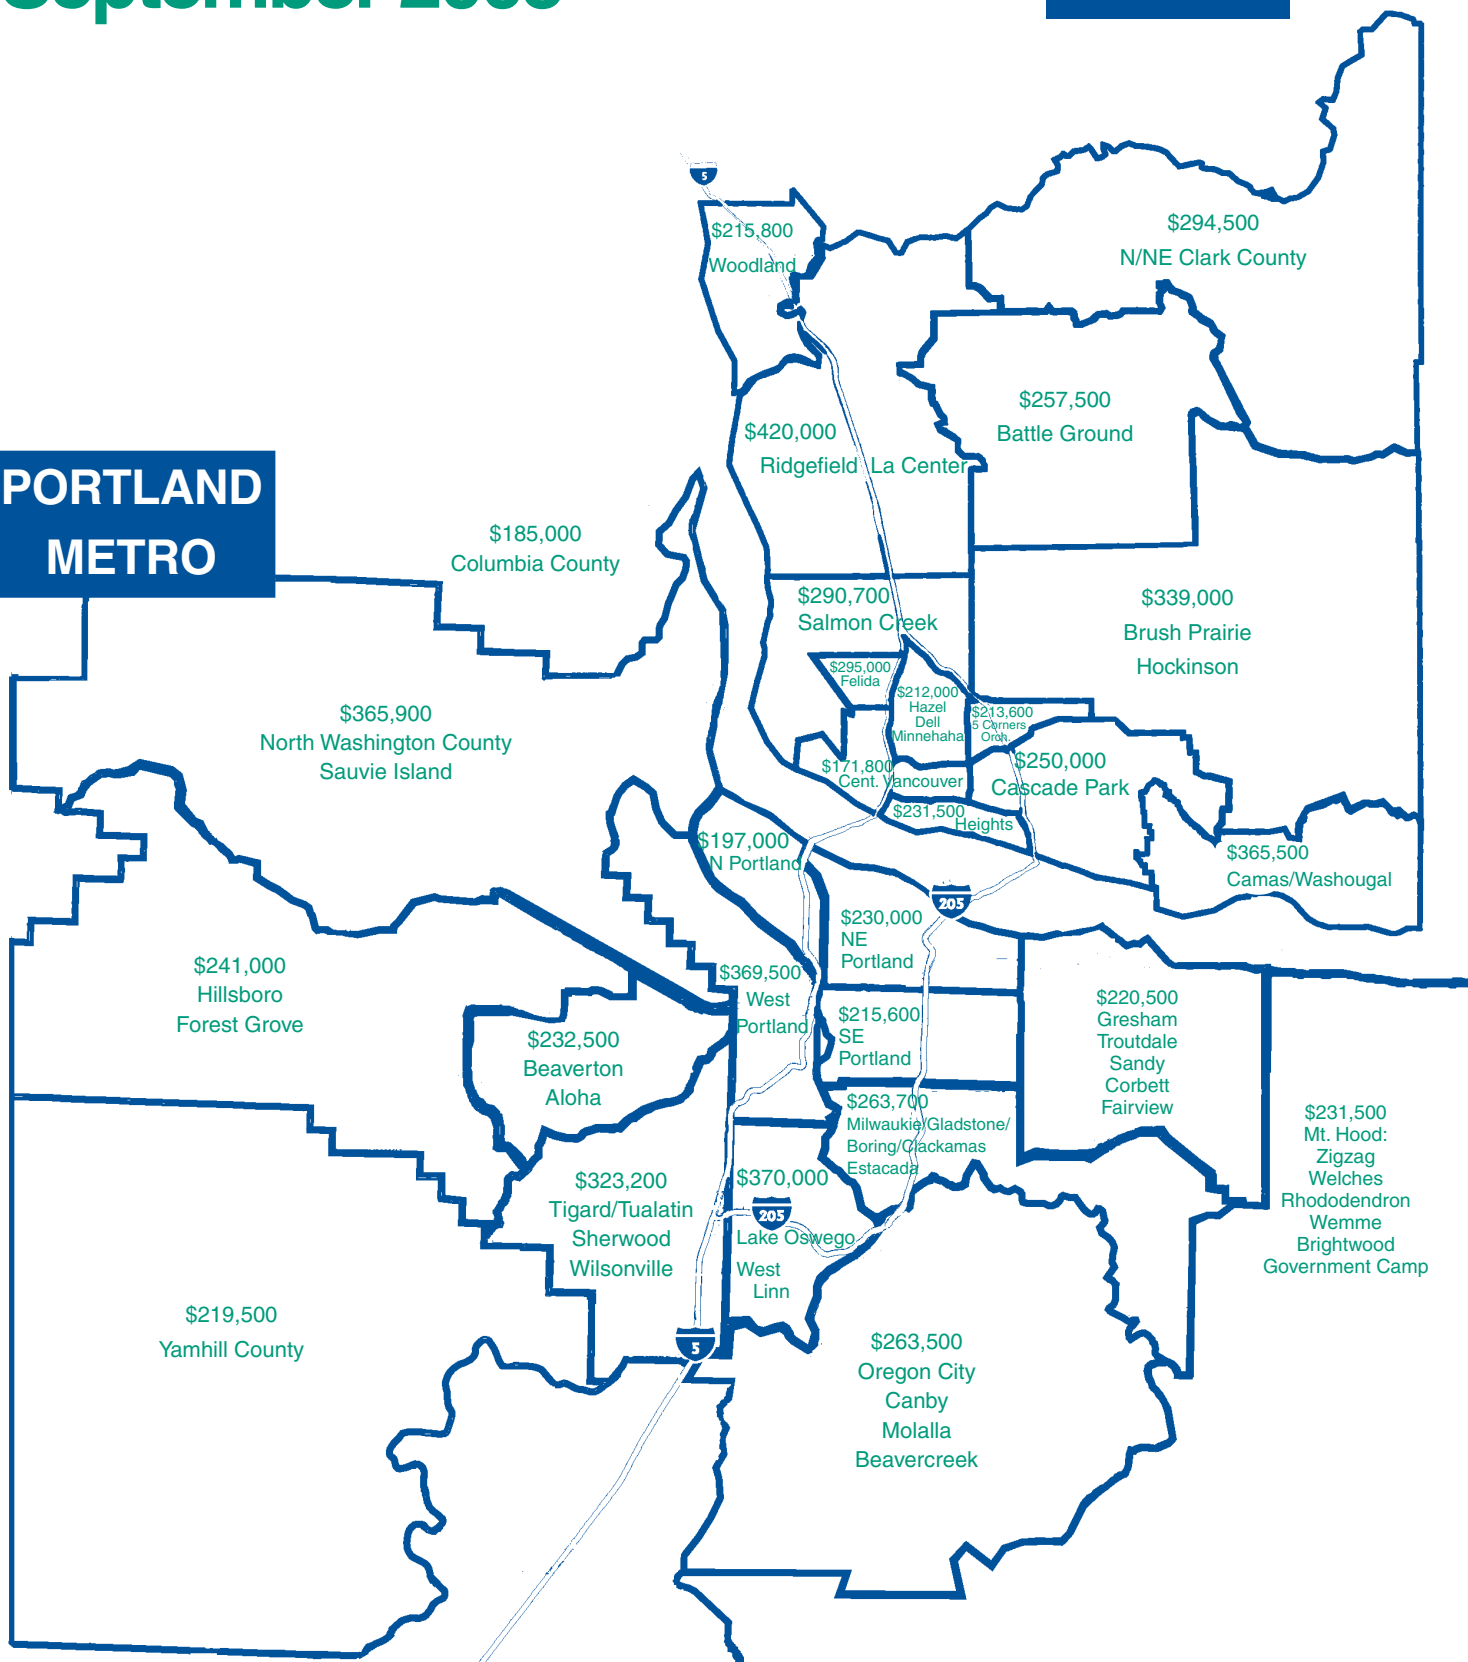 September
5
$215,800
Woodland
$294,500
N/NE Clark County
$257,500
Battle Ground
$420,000
Ridgefield La Center
PORTLAND
METRO
$185,000
Columbia County
$290,700
Salmon Creek
$339,000
Brush Prairie
Hockinson
$295,000
Felida
$212,000
Hazel
Dell
Minnehaha
$213,600
5 Corners
Orch.
$365,900
North Washington County
Sauvie Island
$171,800
Cent. Vancouver
$250,000
Cascade Park
$231,500
Heights
$197,000
N Portland
$365,500
Camas/Washougal
205
$230,000
NE
Portland
$241,000
Hillsboro
Forest Grove
$369,500
West
Portland
$215,600
SE
Portland
$220,500
Gresham
Troutdale
Sandy
Corbett
Fairview
$232,500
Beaverton
Aloha
$263,700
Milwaukie/Gladstone/
Boring/Clackamas
Estacada
$231,500
Mt. Hood:
Zigzag
Welches
Rhododendron
Wemme
Brightwood
Government Camp
$323,200
Tigard/Tualatin
Sherwood
Wilsonville
$370,000
205
Lake Oswego
West
Linn
$219,500
Yamhill County
5
$263,500
Oregon City
Canby
Molalla
Beavercreek